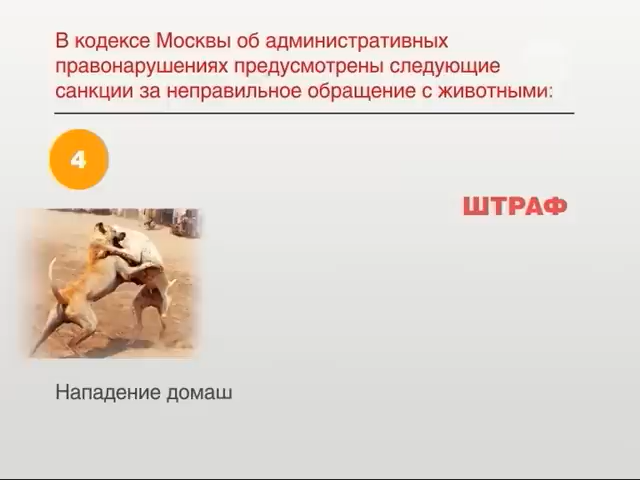 В кодексе Москвы об административных
правонарушениях предусмотрены следующие
санкции за неправильное обращение с животными:
4
ШТРАФ
Нападение домаш